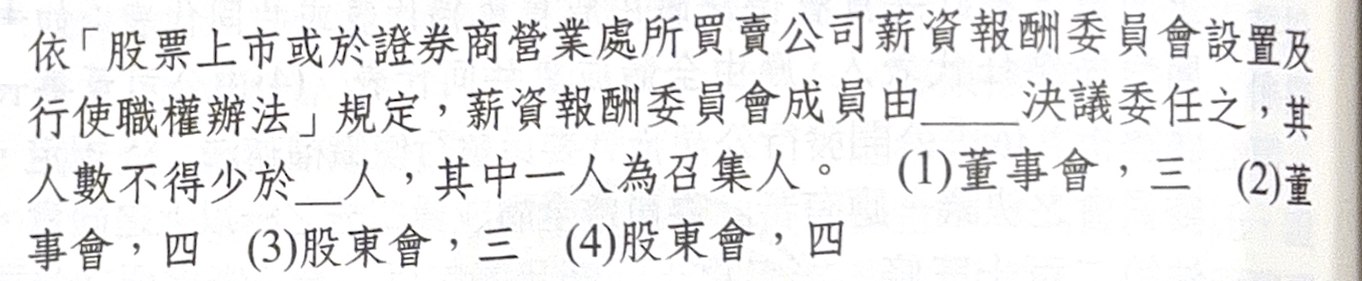 依「股票上市或於證券商營業處所買賣公司薪資報酬委員會設置及
行使職權辦法」規定，薪資報酬委員會成員由_____決議委任之，其
人數不得少於__人，其中一人為召集人。 (1)董事會，三 (2)董
事會，四 (3)股東會，三 (4)股東會，四